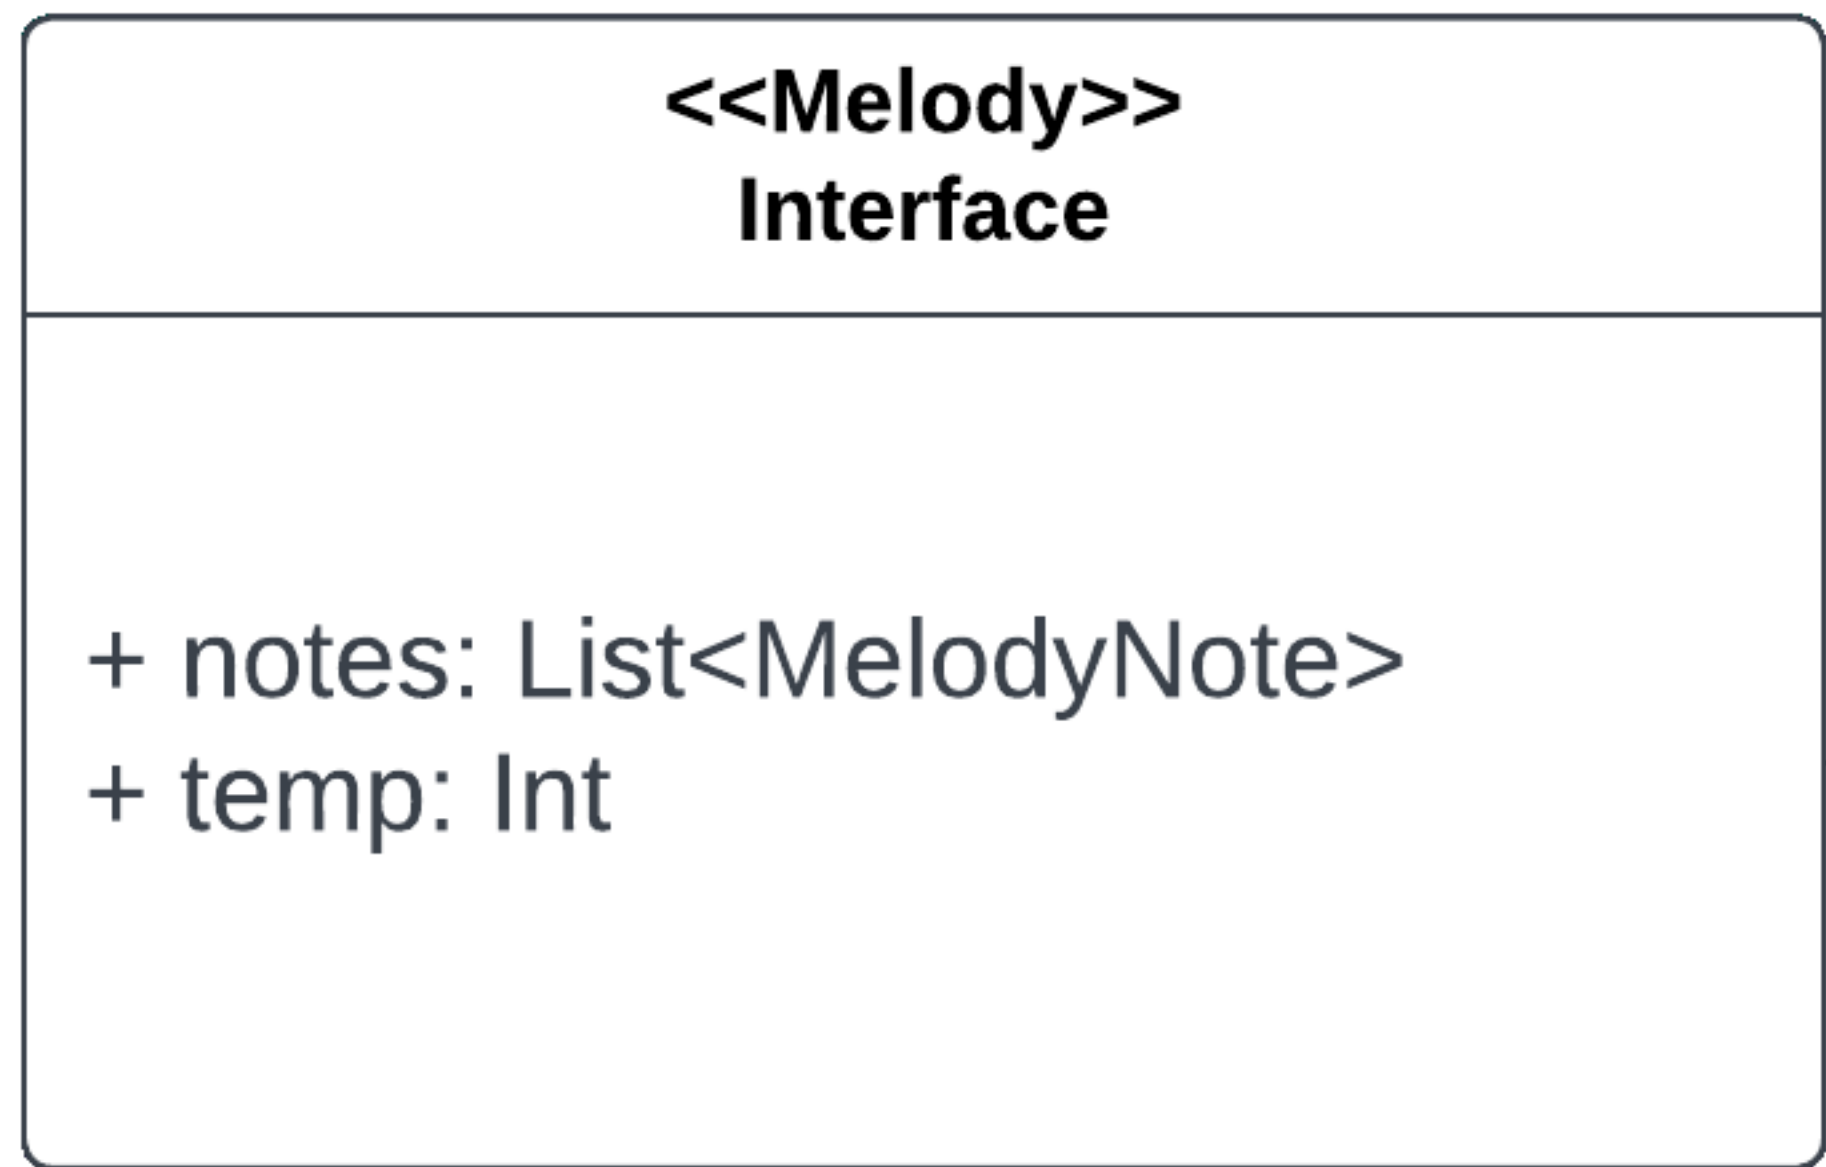 <<Melody>>
Interface
+ notes: List<MelodyNote>
+ temp: Int